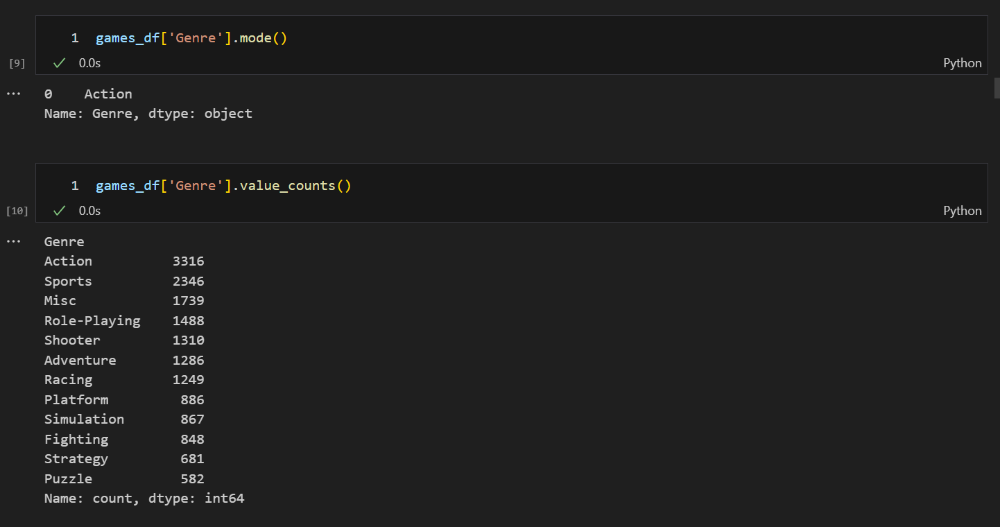 1 games_df['Genre'].mode()
[9] ✓ 0.0s Python
... 0    Action
Name: Genre, dtype: object
1 games_df['Genre'].value_counts()
[10] ✓ 0.0s Python
... Genre
Action          3316
Sports          2346
Misc            1739
Role-Playing    1488
Shooter         1310
Adventure       1286
Racing          1249
Platform         886
Simulation       867
Fighting         848
Strategy         681
Puzzle           582
Name: count, dtype: int64